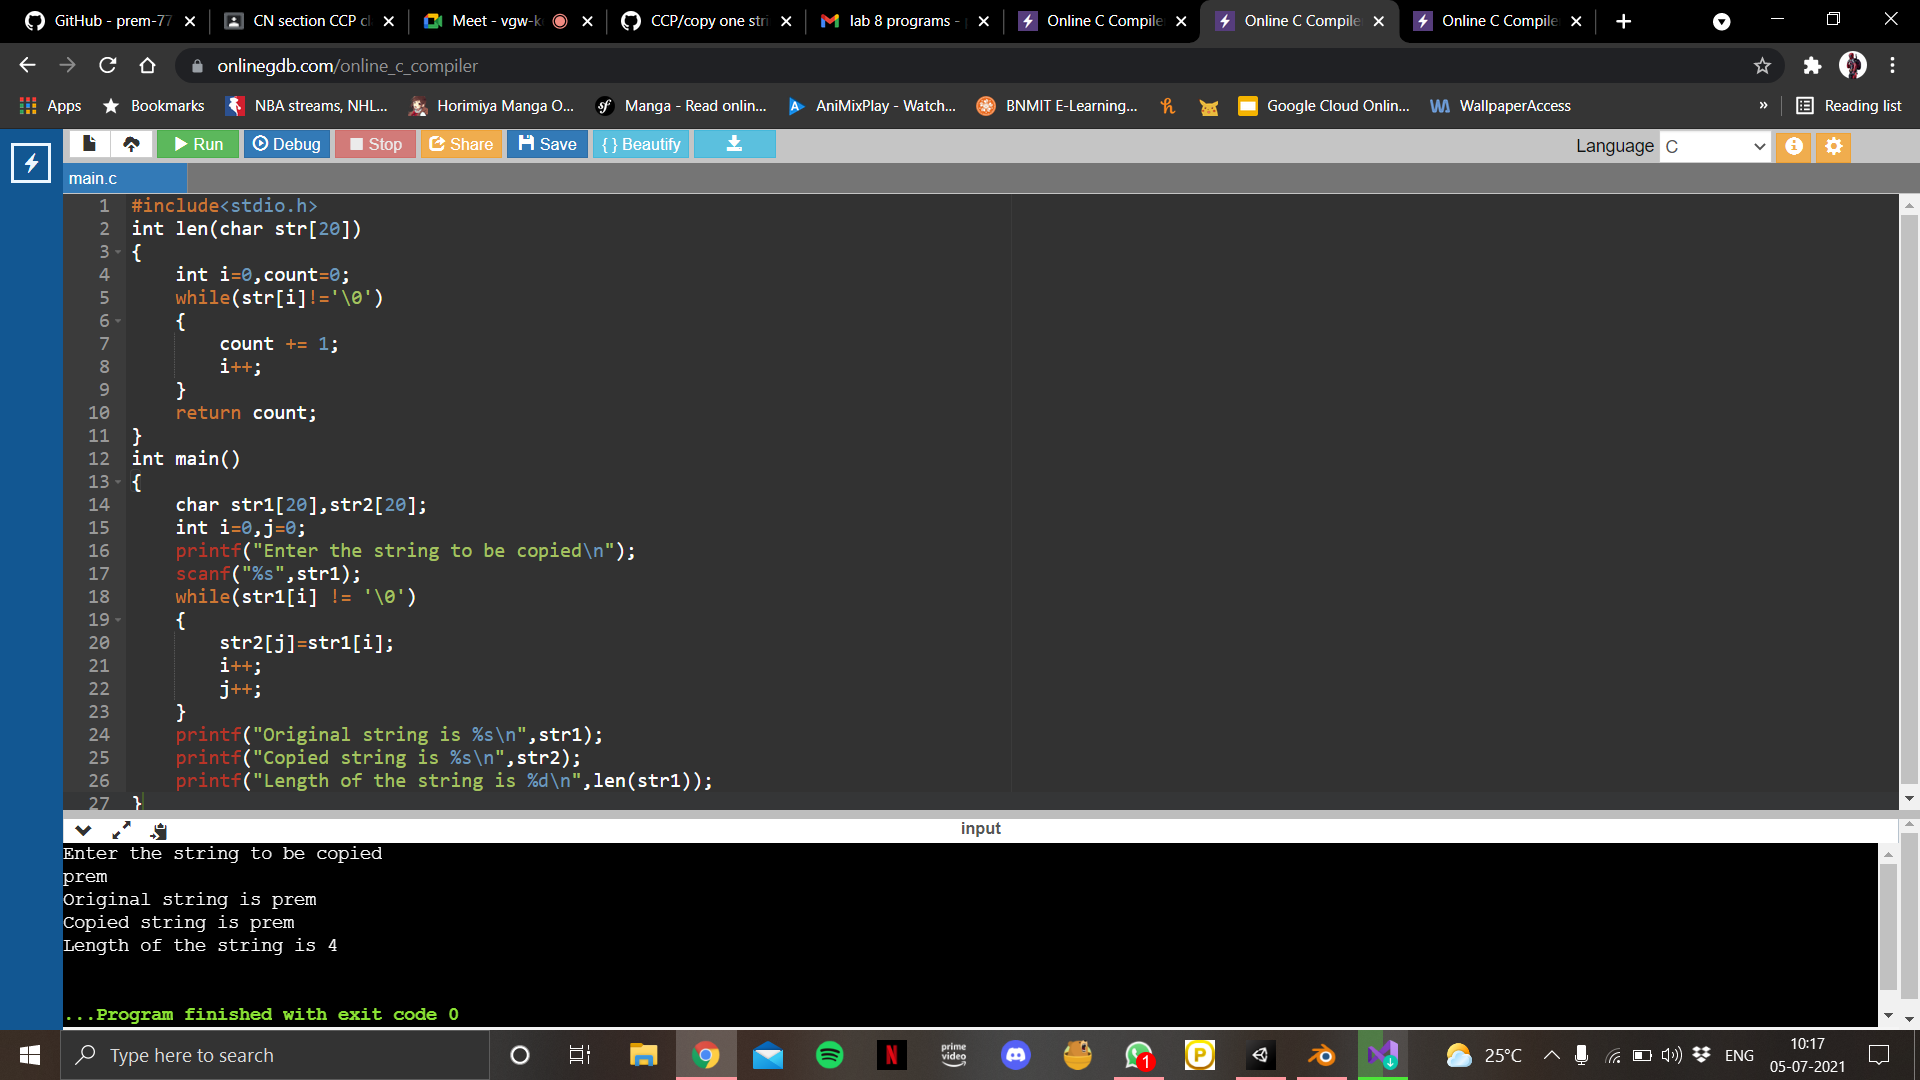 GitHub - prem-77
CN section CCP cl
Meet - vgw-k
CCP/copy one stri
lab 8 programs -
Online C Compile
Online C Compile
Online C Compile
onlinegdb.com/online_c_compiler
Apps
Bookmarks
NBA streams, NHL...
Horimiya Manga O...
Manga - Read onlin...
AniMixPlay - Watch...
BNMIT E-Learning...
Google Cloud Onlin...
WallpaperAccess
»
Reading list
Run
Debug
Stop
Share
Save
{ } Beautify
Language
C
main.c
1 #include<stdio.h>
2 int len(char str[20])
3 {
4     int i=0,count=0;
5     while(str[i]!='\0')
6     {
7         count += 1;
8         i++;
9     }
10     return count;
11 }
12 int main()
13 {
14     char str1[20],str2[20];
15     int i=0,j=0;
16     printf("Enter the string to be copied\n");
17     scanf("%s",str1);
18     while(str1[i] != '\0')
19     {
20         str2[j]=str1[i];
21         i++;
22         j++;
23     }
24     printf("Original string is %s\n",str1);
25     printf("Copied string is %s\n",str2);
26     printf("Length of the string is %d\n",len(str1));
27 }
input
Enter the string to be copied
prem
Original string is prem
Copied string is prem
Length of the string is 4
...Program finished with exit code 0
Type here to search
N
prime video
1
P
25°C
ENG
10:17
05-07-2021